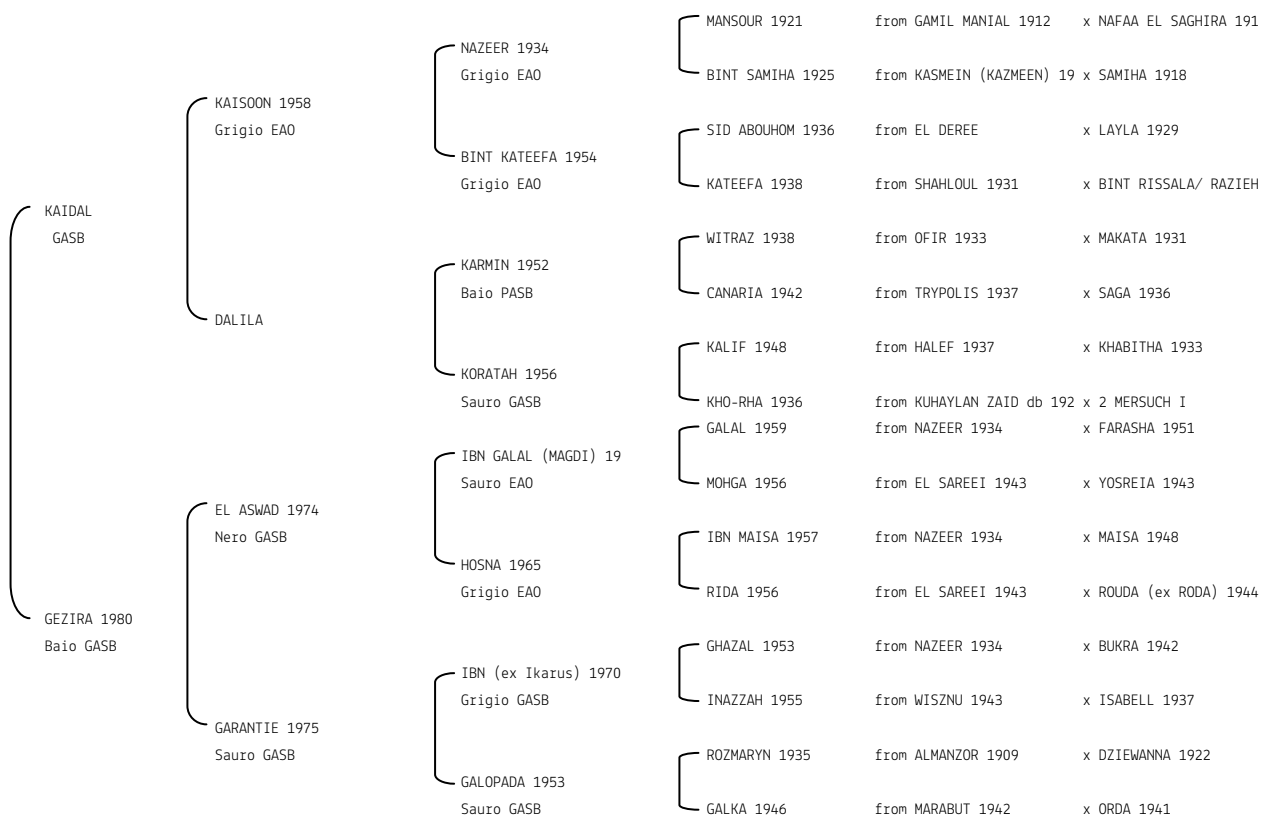 MANSOUR 1921 from GAMIL MANIAL 1912 x NAFAA EL SAGHIRA 191
NAZEER 1934
Grigio EAO BINT SAMIHA 1925 from KASMEIN (KAZMEEN) 19 x SAMIHA 1918
KAISOON 1958
Grigio EAO SID ABOUHOM 1936 from EL DEREE x LAYLA 1929
BINT KATEEFA 1954
Grigio EAO KATEEFA 1938 from SHAHLOUL 1931 x BINT RISSALA/ RAZIEH
KAIDAL
GASB WITRAZ 1938 from OFIR 1933 x MAKATA 1931
KARMIN 1952
Baio PASB CANARIA 1942 from TRYPOLIS 1937 x SAGA 1936
DALILA
KALIF 1948 from HALEF 1937 x KHABITHA 1933
KORATAH 1956
Sauro GASB KHO-RHA 1936 from KUHAYLAN ZAID db 192 x 2 MERSUCH I
GALAL 1959 from NAZEER 1934 x FARASHA 1951
IBN GALAL (MAGDI) 19
Sauro EAO MOHGA 1956 from EL SAREEI 1943 x YOSREIA 1943
EL ASWAD 1974
Nero GASB IBN MAISA 1957 from NAZEER 1934 x MAISA 1948
HOSNA 1965
Grigio EAO RIDA 1956 from EL SAREEI 1943 x ROUDA (ex RODA) 1944
GEZIRA 1980
Baio GASB GHAZAL 1953 from NAZEER 1934 x BUKRA 1942
IBN (ex Ikarus) 1970
Grigio GASB INAZZAH 1955 from WISZNU 1943 x ISABELL 1937
GARANTIE 1975
Sauro GASB ROZMARYN 1935 from ALMANZOR 1909 x DZIEWANNA 1922
GALOPADA 1953
Sauro GASB GALKA 1946 from MARABUT 1942 x ORDA 1941